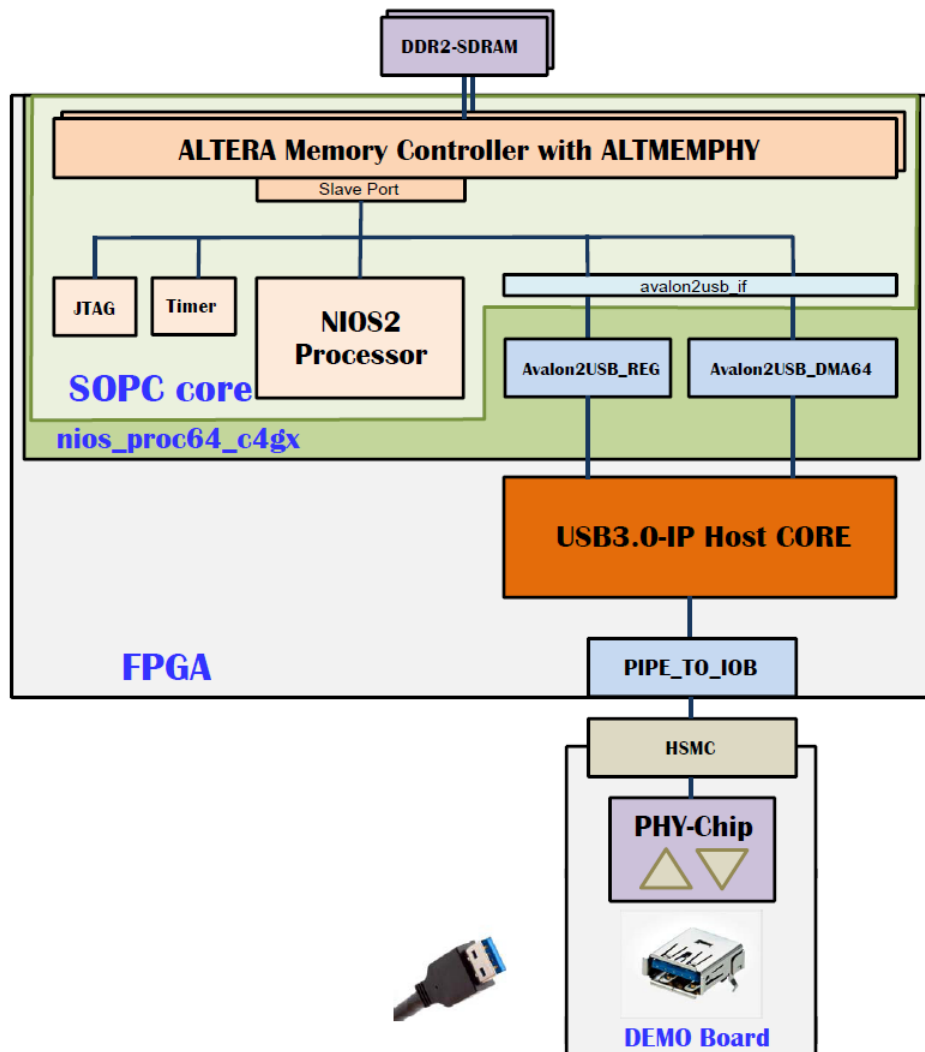 DDR2-SDRAM
ALTERA Memory Controller with ALTMEMPHY
Slave Port
avalon2usb_if
JTAG
Timer
NIOS2
Processor
Avalon2USB_REG
Avalon2USB_DMA64
SOPC core
nios_proc64_c4gx
USB3.0-IP Host CORE
FPGA
PIPE_TO_IOB
HSMC
PHY-Chip
DEMO Board